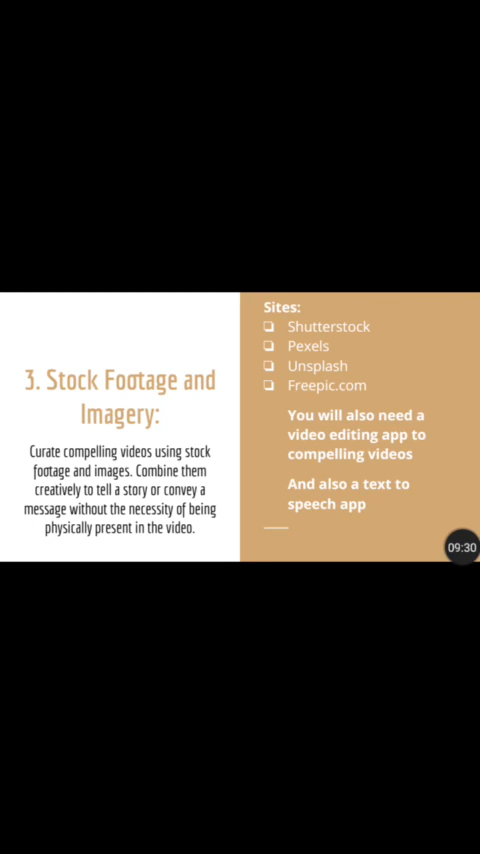 3. Stock Footage and
Imagery:
Curate compelling videos using stock
footage and images. Combine them
creatively to tell a story or convey a
message without the necessity of being
physically present in the video.
Sites:
❏ Shutterstock
❏ Pexels
❏ Unsplash
❏ Freepic.com
You will also need a
video editing app to
compelling videos
And also a text to
speech app
09:30